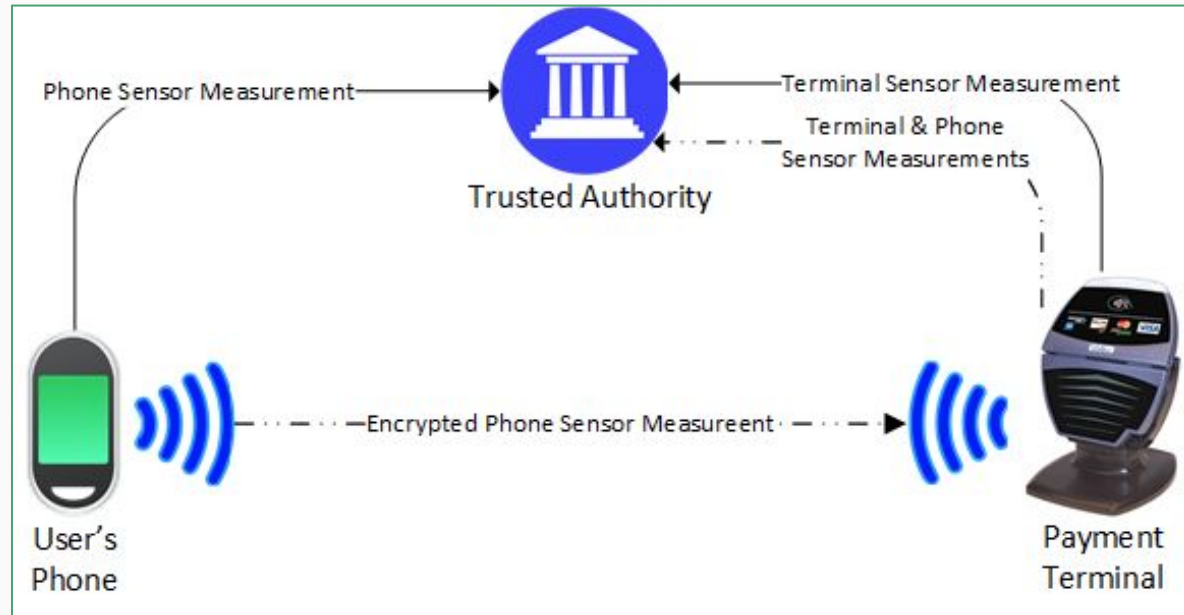 Phone Sensor Measurement
Terminal Sensor Measurement
Terminal & Phone
Sensor Measurements
Trusted Authority
Encrypted Phone Sensor Measureent
User's
Phone
Payment
Terminal
VISA